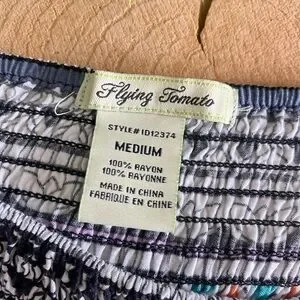 Flying Tomato
STYLE# ID12374
MEDIUM
100% RAYON
100% RAYONNE
MADE IN CHINA
FABRIQUE EN CHINE